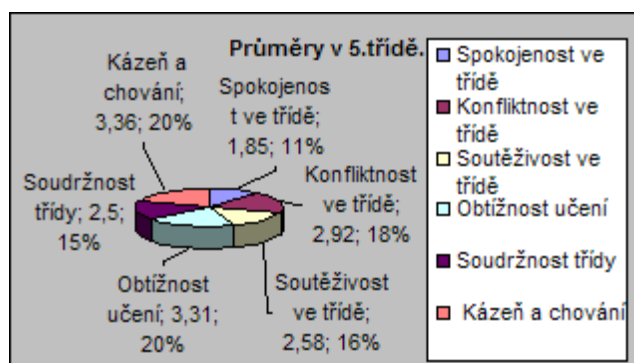 Průměry v 5.třídě.
Kázeň a
chování;
3,36; 20%
Spokojenos
t ve třídě;
1,85; 11%
Konfliktnost
ve třídě;
2,92; 18%
Soutěživost
ve třídě;
2,58; 16%
Obtížnost
učení; 3,31;
20%
Soudržnost
třídy; 2,5;
15%
Spokojenost ve
třídě
Konfliktnost ve
třídě
Soutěživost ve
třídě
Obtížnost učení
Soudržnost třídy
Kázeň a chování